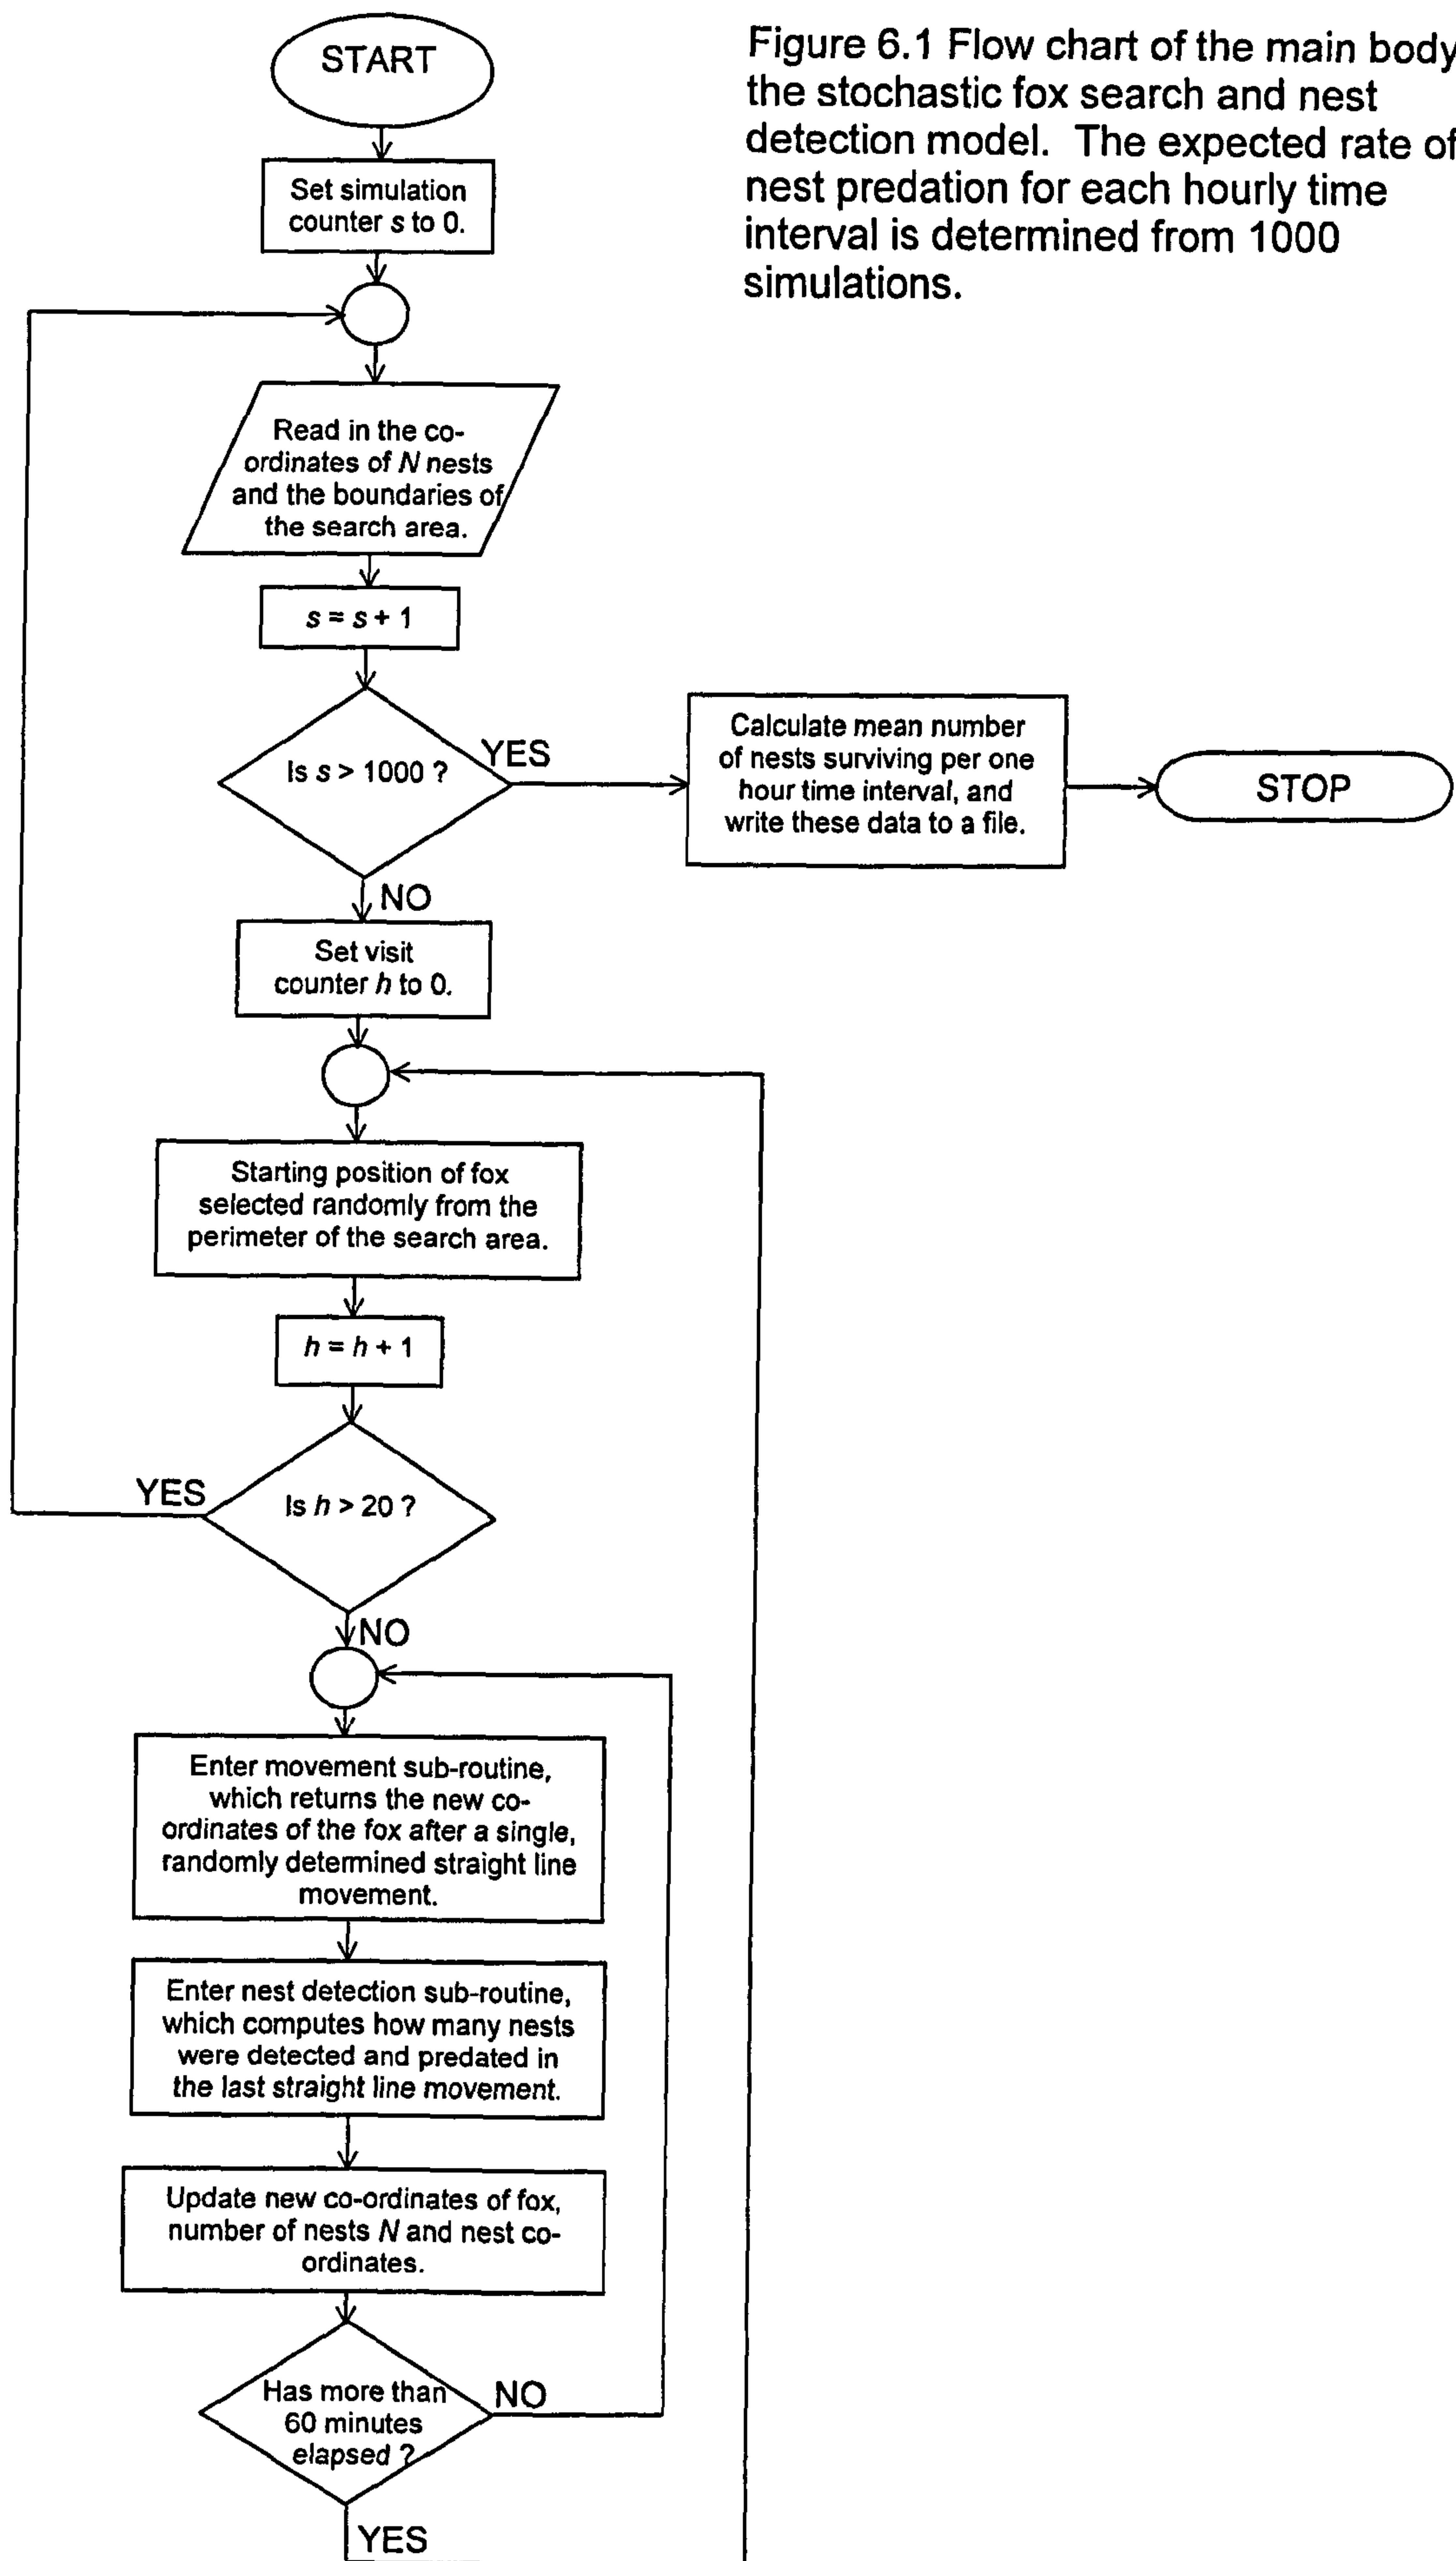 START
Figure 6.1 Flow chart of the main body
the stochastic fox search and nest
detection model. The expected rate of
nest predation for each hourly time
interval is determined from 1000
simulations.
Set simulation
counter s to 0.
Read in the co-
ordinates of N nests
and the boundaries of
the search area.
s = s + 1
Is s > 1000 ?
YES
Calculate mean number
of nests surviving per one
hour time interval, and
write these data to a file.
STOP
NO
Set visit
counter h to 0.
Starting position of fox
selected randomly from the
perimeter of the search area.
h = h + 1
YES
Is h > 20 ?
NO
Enter movement sub-routine,
which returns the new co-
ordinates of the fox after a single,
randomly determined straight line
movement.
Enter nest detection sub-routine,
which computes how many nests
were detected and predated in
the last straight line movement.
Update new co-ordinates of fox,
number of nests N and nest co-
ordinates.
Has more than
60 minutes
elapsed ?
NO
YES